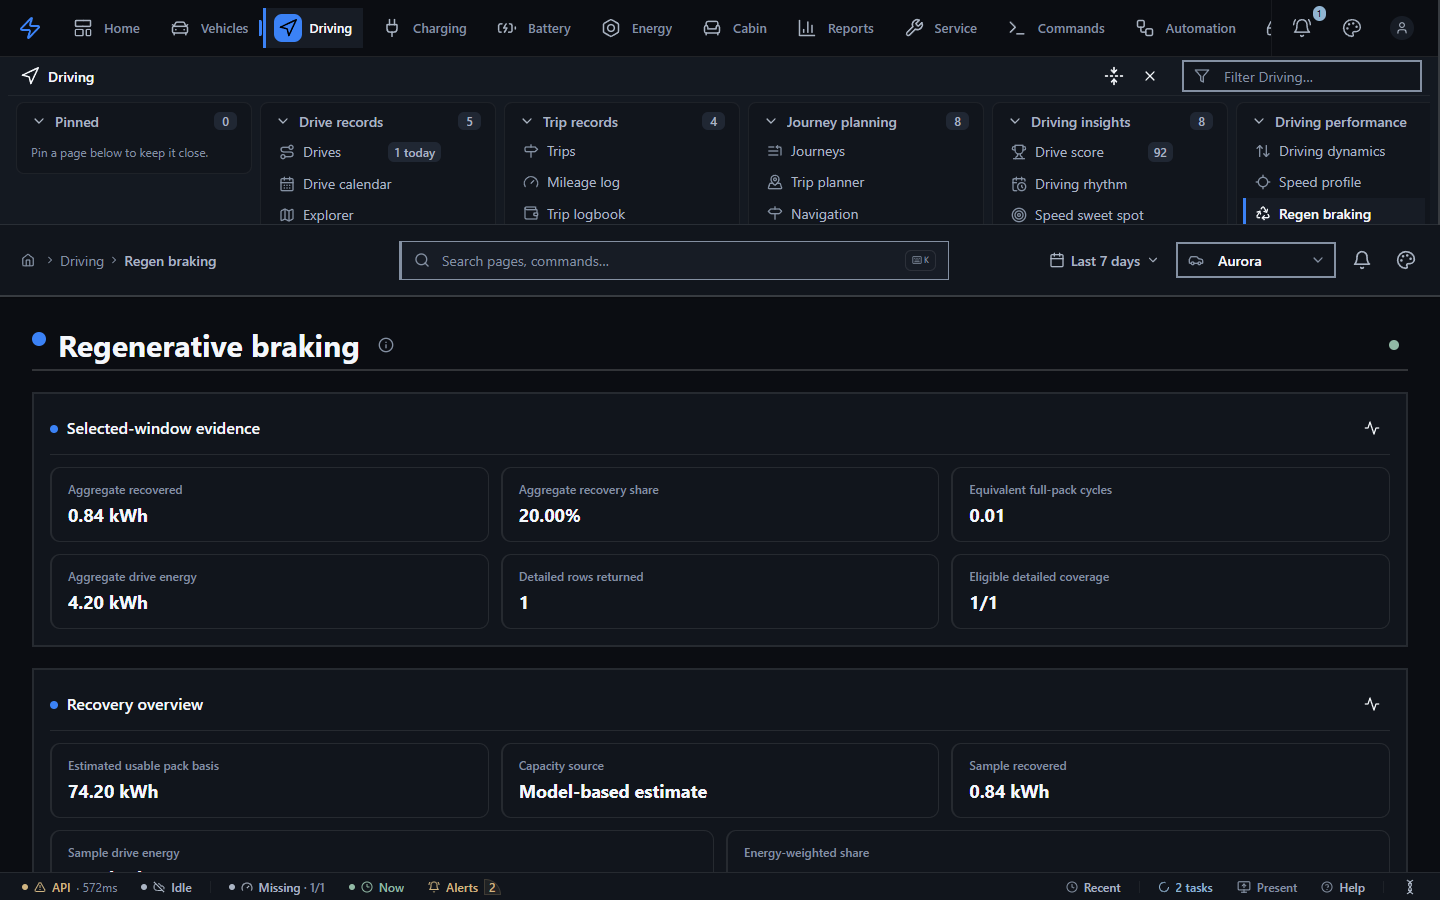 Home Vehicles Driving Charging Battery Energy Cabin Reports Service Commands Automation 1
Driving Filter Driving...
Pinned 0
Pin a page below to keep it close.
Drive records 5
Drives 1 today
Drive calendar
Explorer
Trip records 4
Trips
Mileage log
Trip logbook
Journey planning 8
Journeys
Trip planner
Navigation
Driving insights 8
Drive score 92
Driving rhythm
Speed sweet spot
Driving performance
Driving dynamics
Speed profile
Regen braking
Driving Regen braking Search pages, commands... K Last 7 days Aurora
Regenerative braking
Selected-window evidence
Aggregate recovered
0.84 kWh
Aggregate recovery share
20.00%
Equivalent full-pack cycles
0.01
Aggregate drive energy
4.20 kWh
Detailed rows returned
1
Eligible detailed coverage
1/1
Recovery overview
Estimated usable pack basis
74.20 kWh
Capacity source
Model-based estimate
Sample recovered
0.84 kWh
Sample drive energy
Energy-weighted share
API · 572ms Idle Missing · 1/1 Now Alerts 2 Recent 2 tasks Present Help